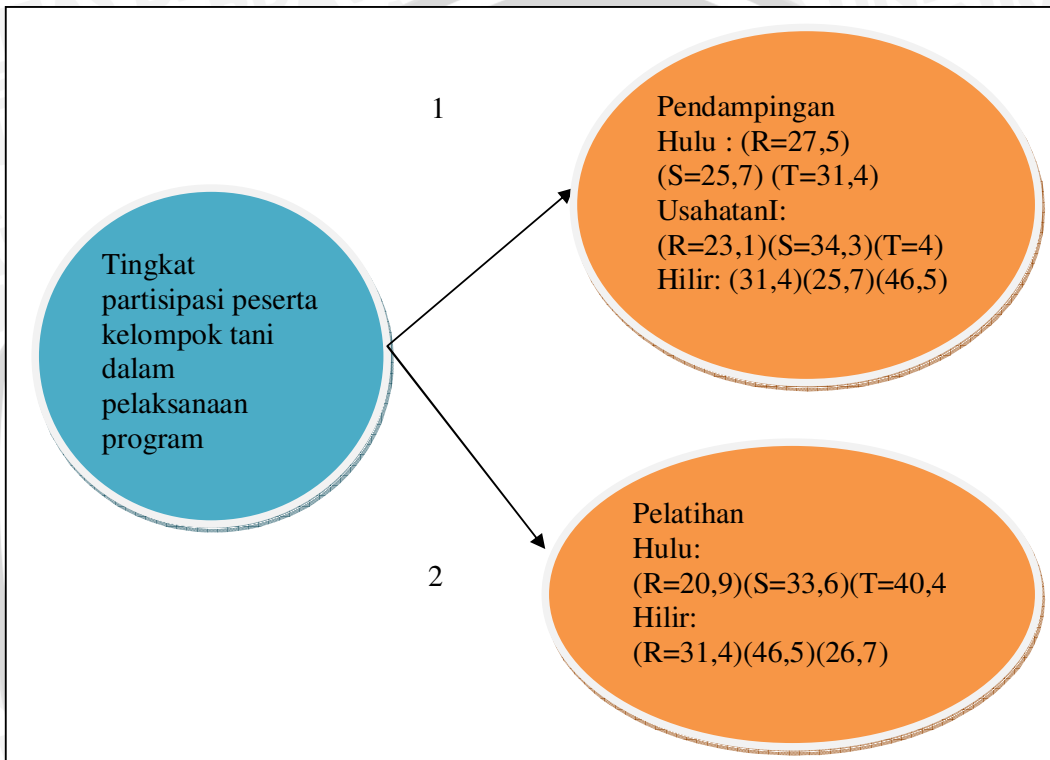 Tingkat
partisipasi peserta
kelompok tani
dalam
pelaksanaan
program
1
Pendampingan
Hulu : (R=27,5)
(S=25,7) (T=31,4)
UsahatanI:
(R=23,1)(S=34,3)(T=4)
Hilir: (31,4)(25,7)(46,5)
2
Pelatihan
Hulu:
(R=20,9)(S=33,6)(T=40,4
Hilir:
(R=31,4)(46,5)(26,7)